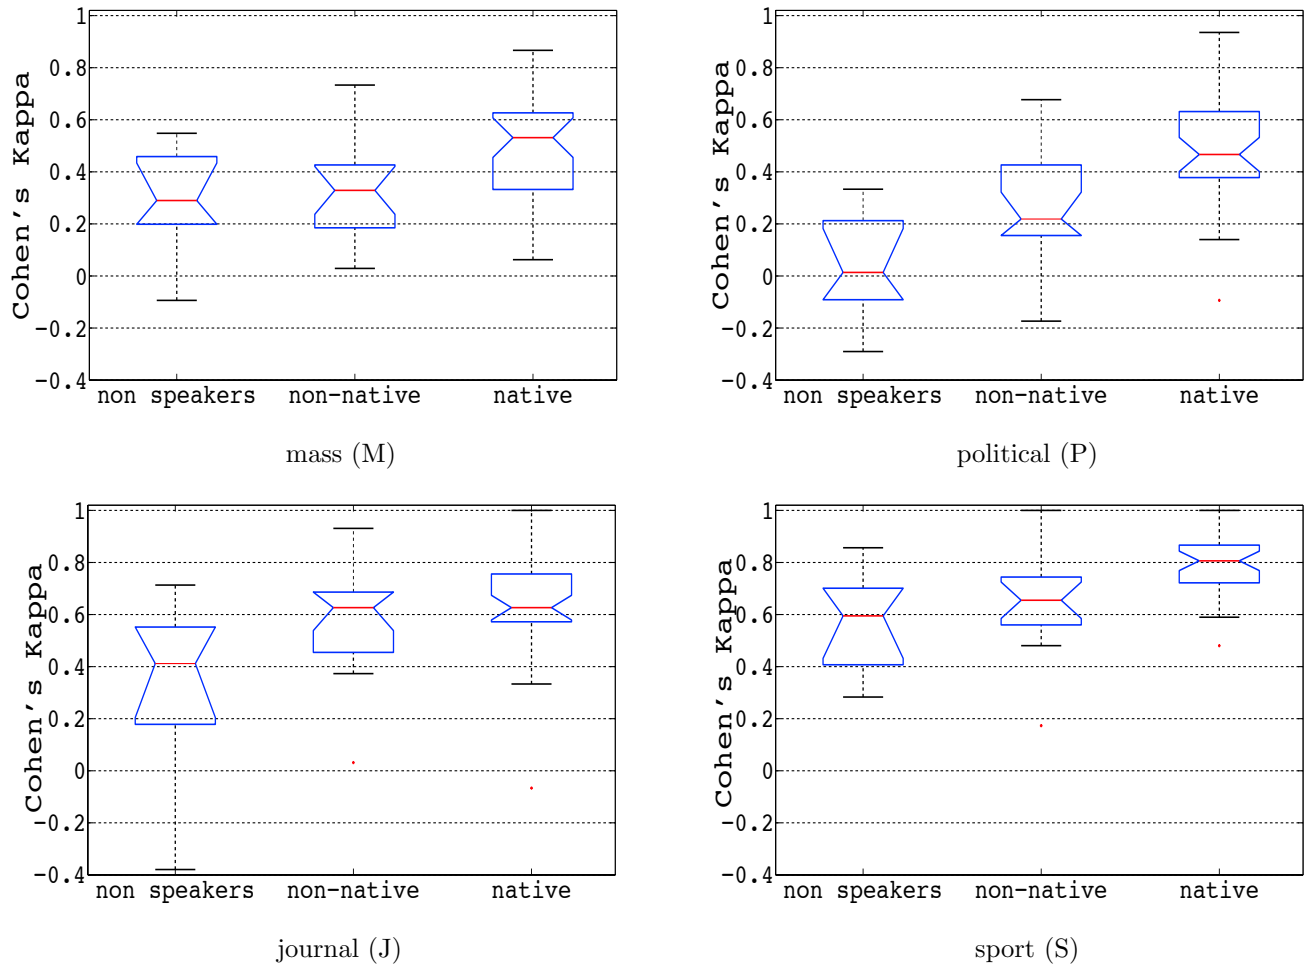 Cohen's Kappa
1
0.8
0.6
0.4
0.2
0
−0.2
−0.4
non speakers non-native native
mass (M)
Cohen's Kappa
1
0.8
0.6
0.4
0.2
0
−0.2
−0.4
non speakers non-native native
political (P)
Cohen's Kappa
1
0.8
0.6
0.4
0.2
0
−0.2
−0.4
non speakers non-native native
journal (J)
Cohen's Kappa
1
0.8
0.6
0.4
0.2
0
−0.2
−0.4
non speakers non-native native
sport (S)